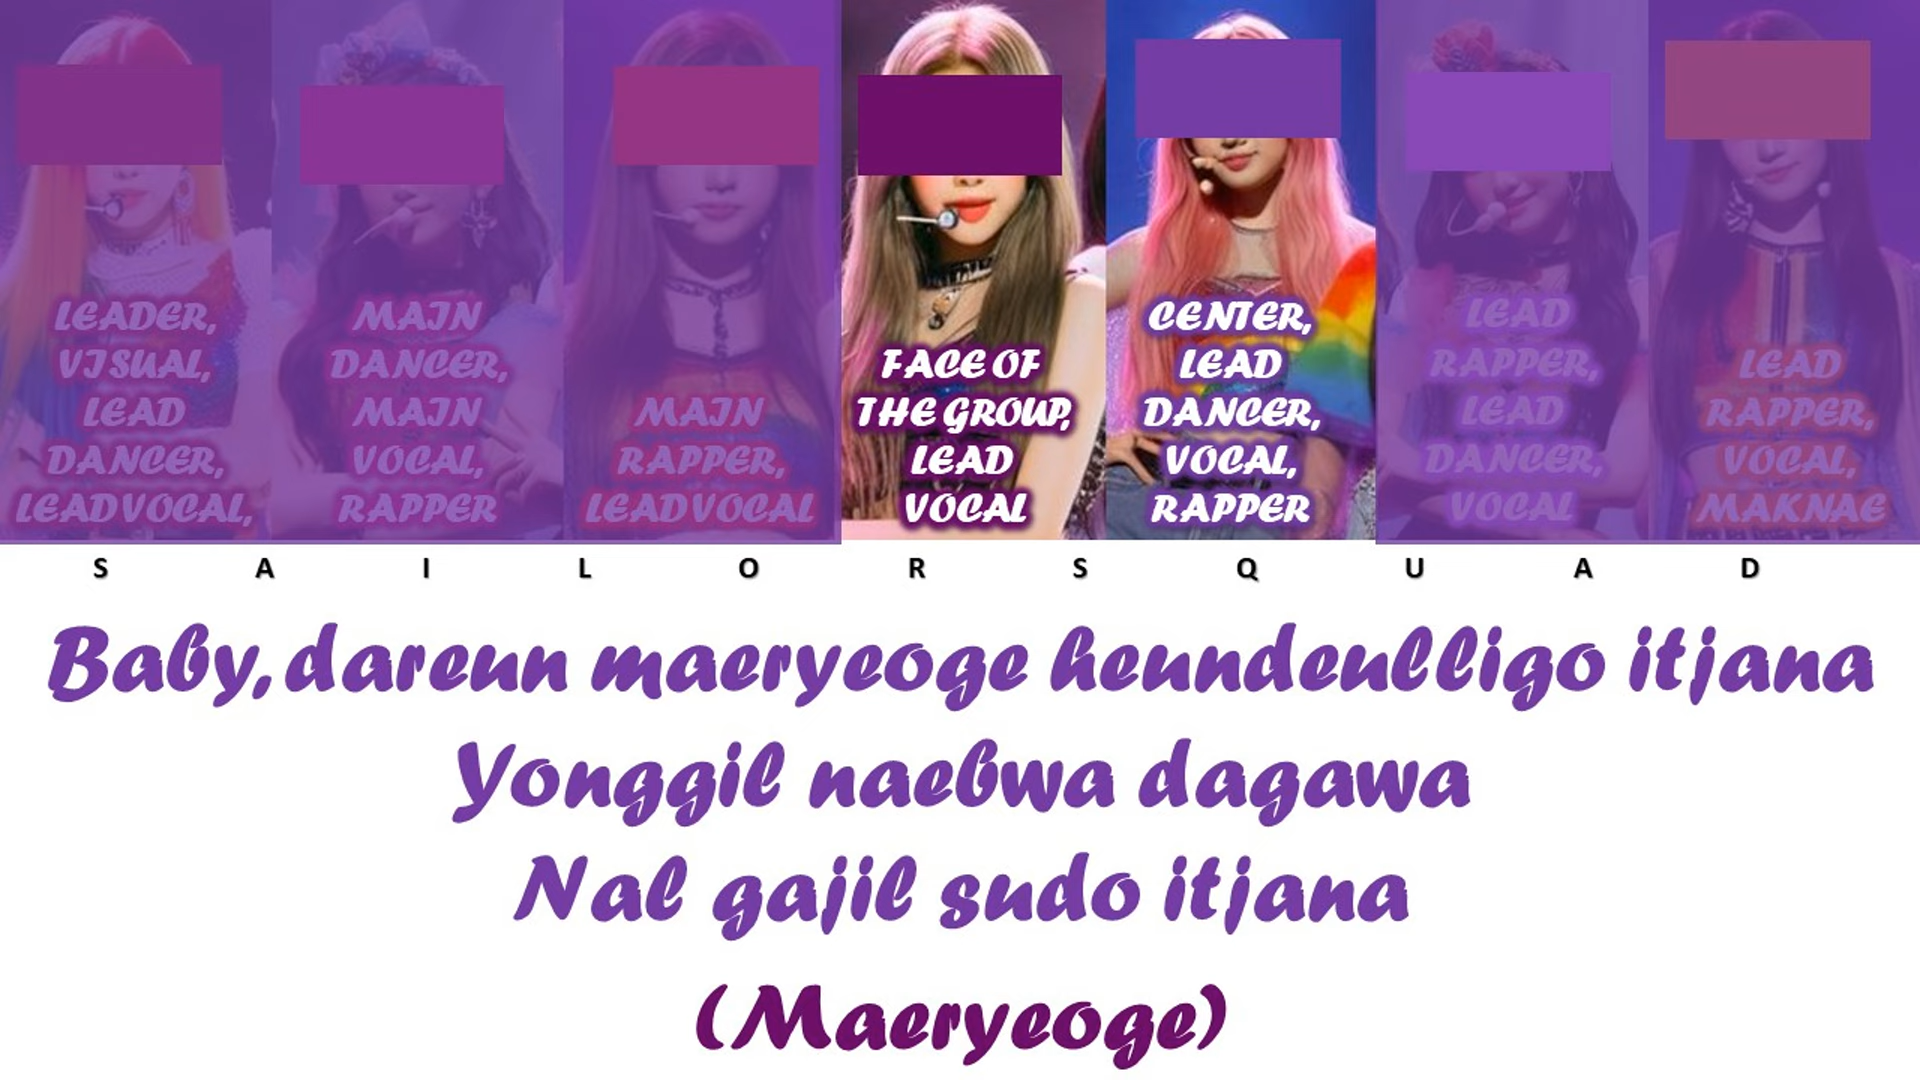 LEADER,
VISUAL,
LEAD
DANCER,
LEADVOCAL,
MAIN
DANCER,
MAIN
VOCAL,
RAPPER
MAIN
RAPPER,
LEADVOCAL
FACE OF
THE GROUP,
LEAD
VOCAL
CENTER,
LEAD
DANCER,
VOCAL,
RAPPER
LEAD
RAPPER,
LEAD
DANCER,
VOCAL
LEAD
RAPPER,
VOCAL,
MAKNAE
S A I L O R S Q U A D
Baby, dareun maeryeoge heundeulligo itjana
Yonggil naebwa dagawa
Nal gajil sudo itjana
(Maeryeoge)